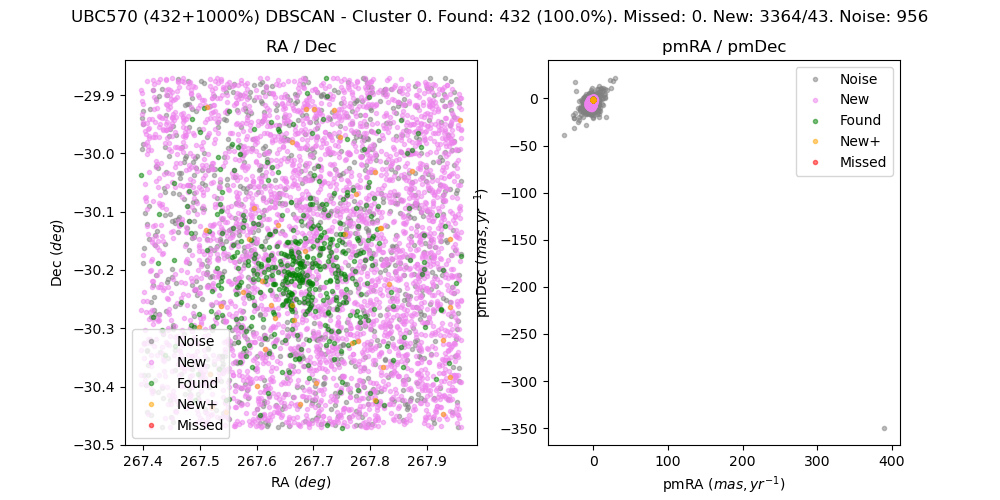 UBC570 (432+1000%) DBSCAN - Cluster 0. Found: 432 (100.0%). Missed: 0. New: 3364/43. Noise: 956
RA / Dec
−29.9
−30.0
−30.1
−30.2
−30.3
−30.4
−30.5
Dec (deg)
Noise
New
Found
New+
Missed
267.4 267.5 267.6 267.7 267.8 267.9
RA (deg)
pmRA / pmDec
0
−50
−100
−150
−200
−250
−300
−350
pmDec (mas, yr⁻¹)
Noise
New
Found
New+
Missed
0 100 200 300 400
pmRA (mas, yr⁻¹)